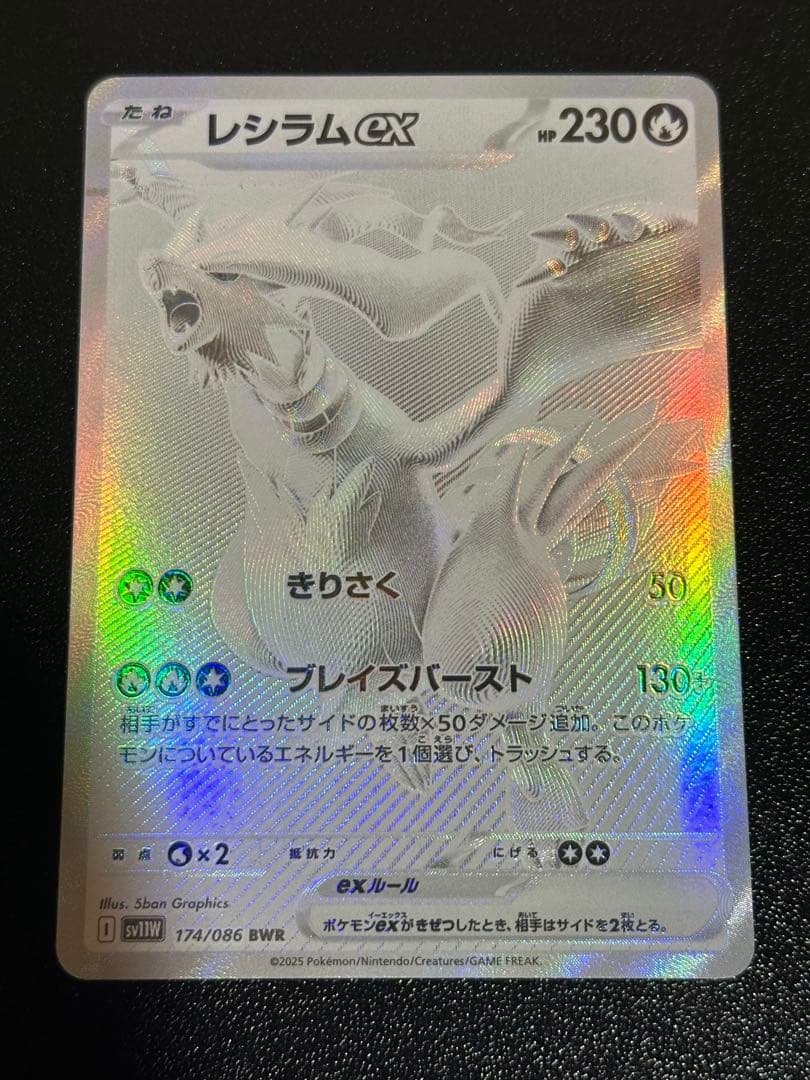 たね レシラムex HP230
きりさく 50
ブレイズバースト 130+
相手がすでにとったサイドの枚数×50ダメージ追加。このポケ
モンについているエネルギーを1個選び、トラッシュする。
弱点 ×2 抵抗力 にげる
exルール
ポケモンexがきぜつしたとき、相手はサイドを2枚とる。
Illus. 5ban Graphics
I sv11W 174/086 BWR
©2025 Pokémon/Nintendo/Creatures/GAME FREAK.